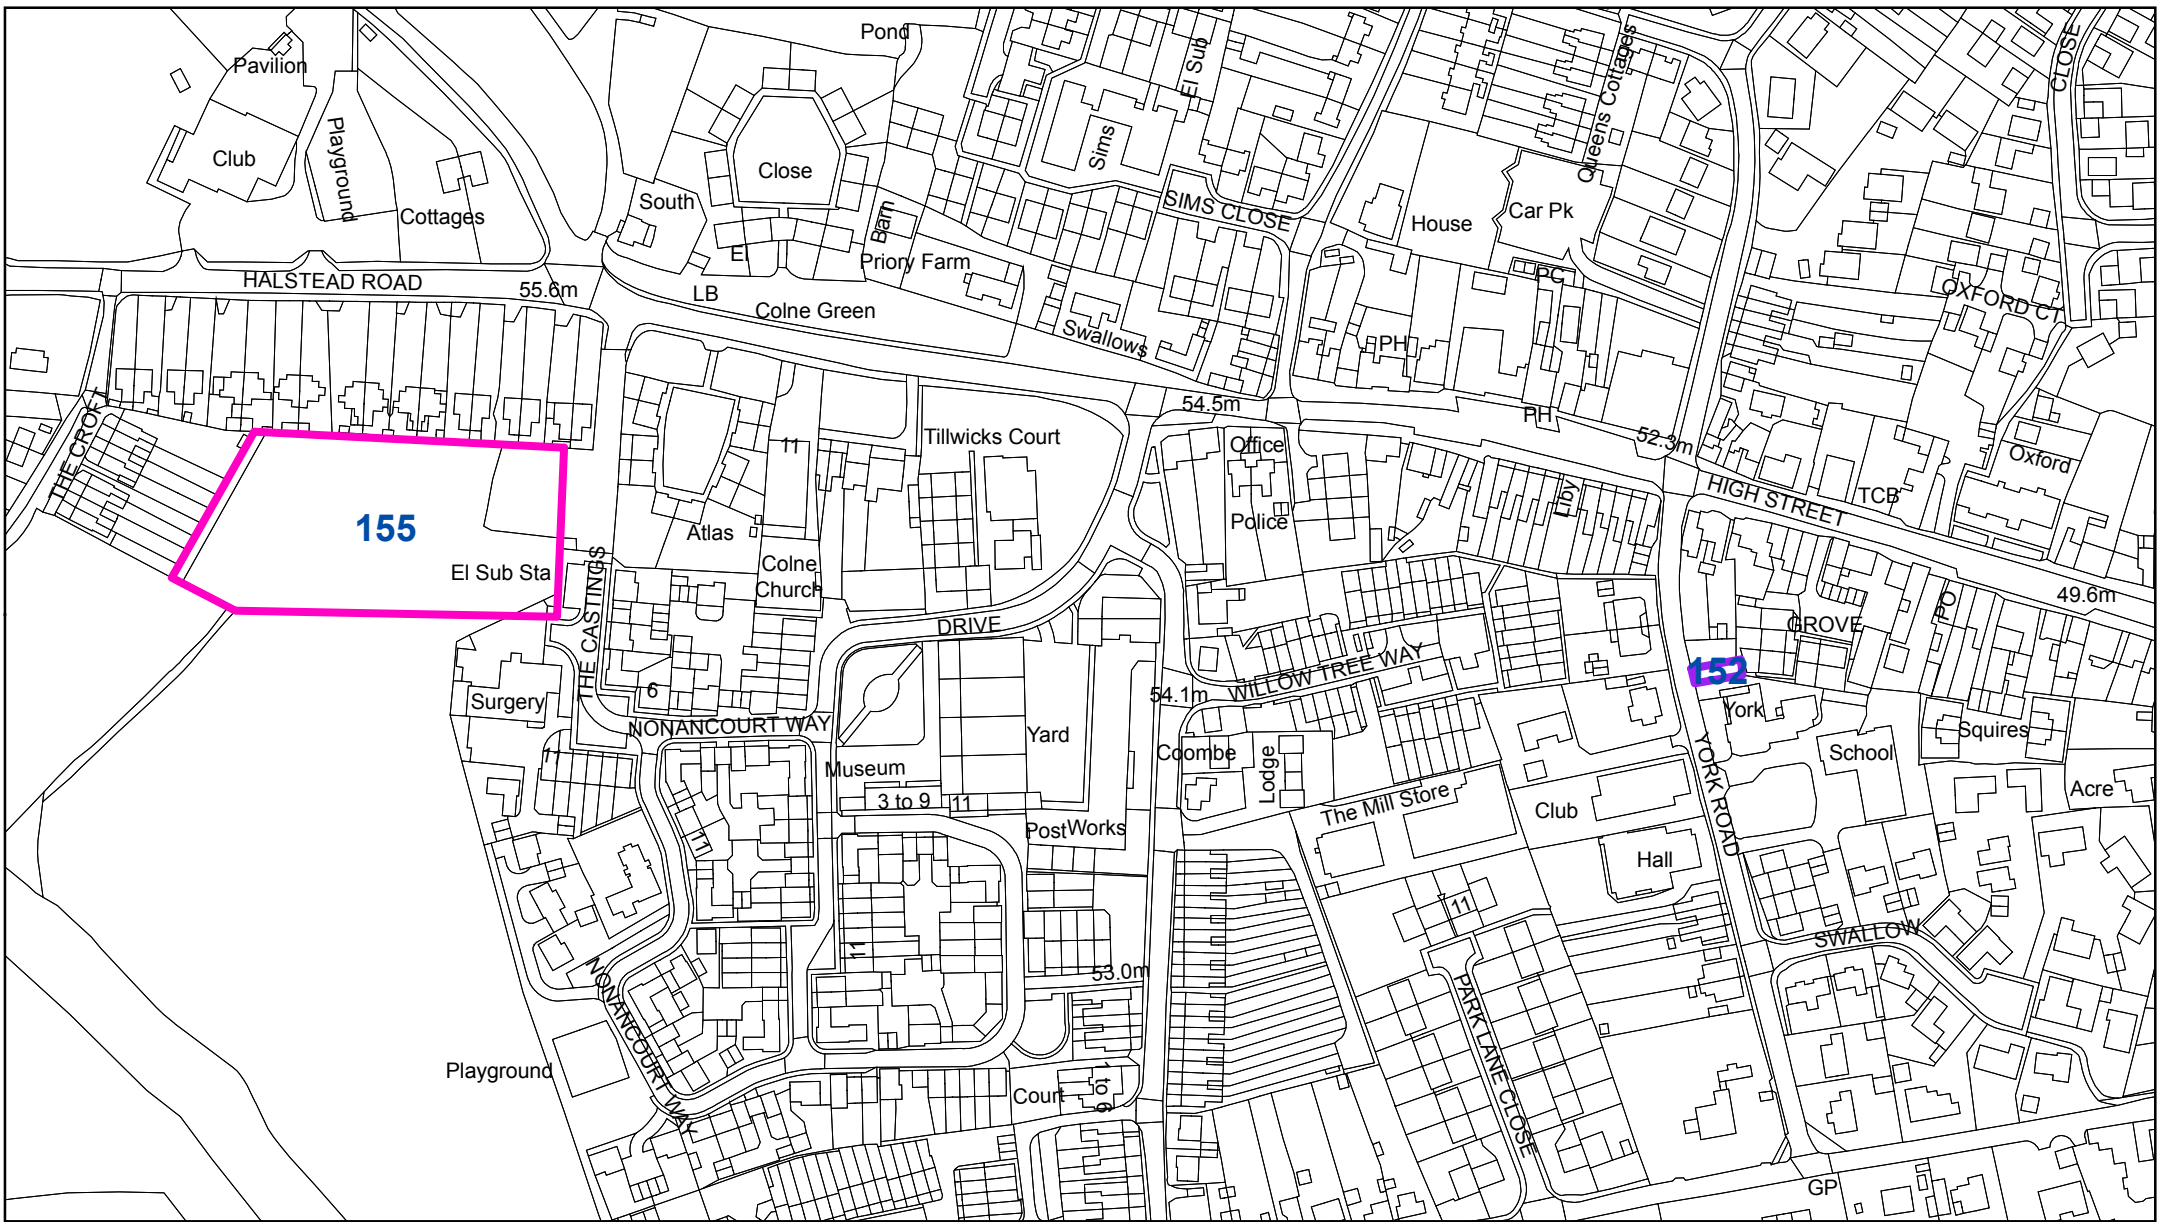 Pond
Pavilion
Playground
Club
Cottages
Close
South
El
Barn
Priory Farm
El Sub
Sims
SIMS CLOSE
Queens Cottages
House
Car Pk
PC
CLOSE
OXFORD CT
HALSTEAD ROAD
55.6m
LB
Colne Green
Swallows
PH
54.5m
PH
52.3m
THE CROFT
155
El Sub Sta
THE CASTINGS
11
Atlas
Colne
Church
Tillwicks Court
Office
Police
Liby
HIGH STREET
TCB
Oxford
49.6m
PO
GROVE
152
York
DRIVE
WILLOW TREE WAY
54.1m
Surgery
6
NONANCOURT WAY
11
Museum
Yard
3 to 9
11
Post
Works
Coombe
Lodge
The Mill Store
Club
Hall
YORK ROAD
School
Squires
Acre
11
11
11
53.0m
SWALLOW
NONANCOURT WAY
Playground
Court
1 to 6
PARK LANE CLOSE
GP